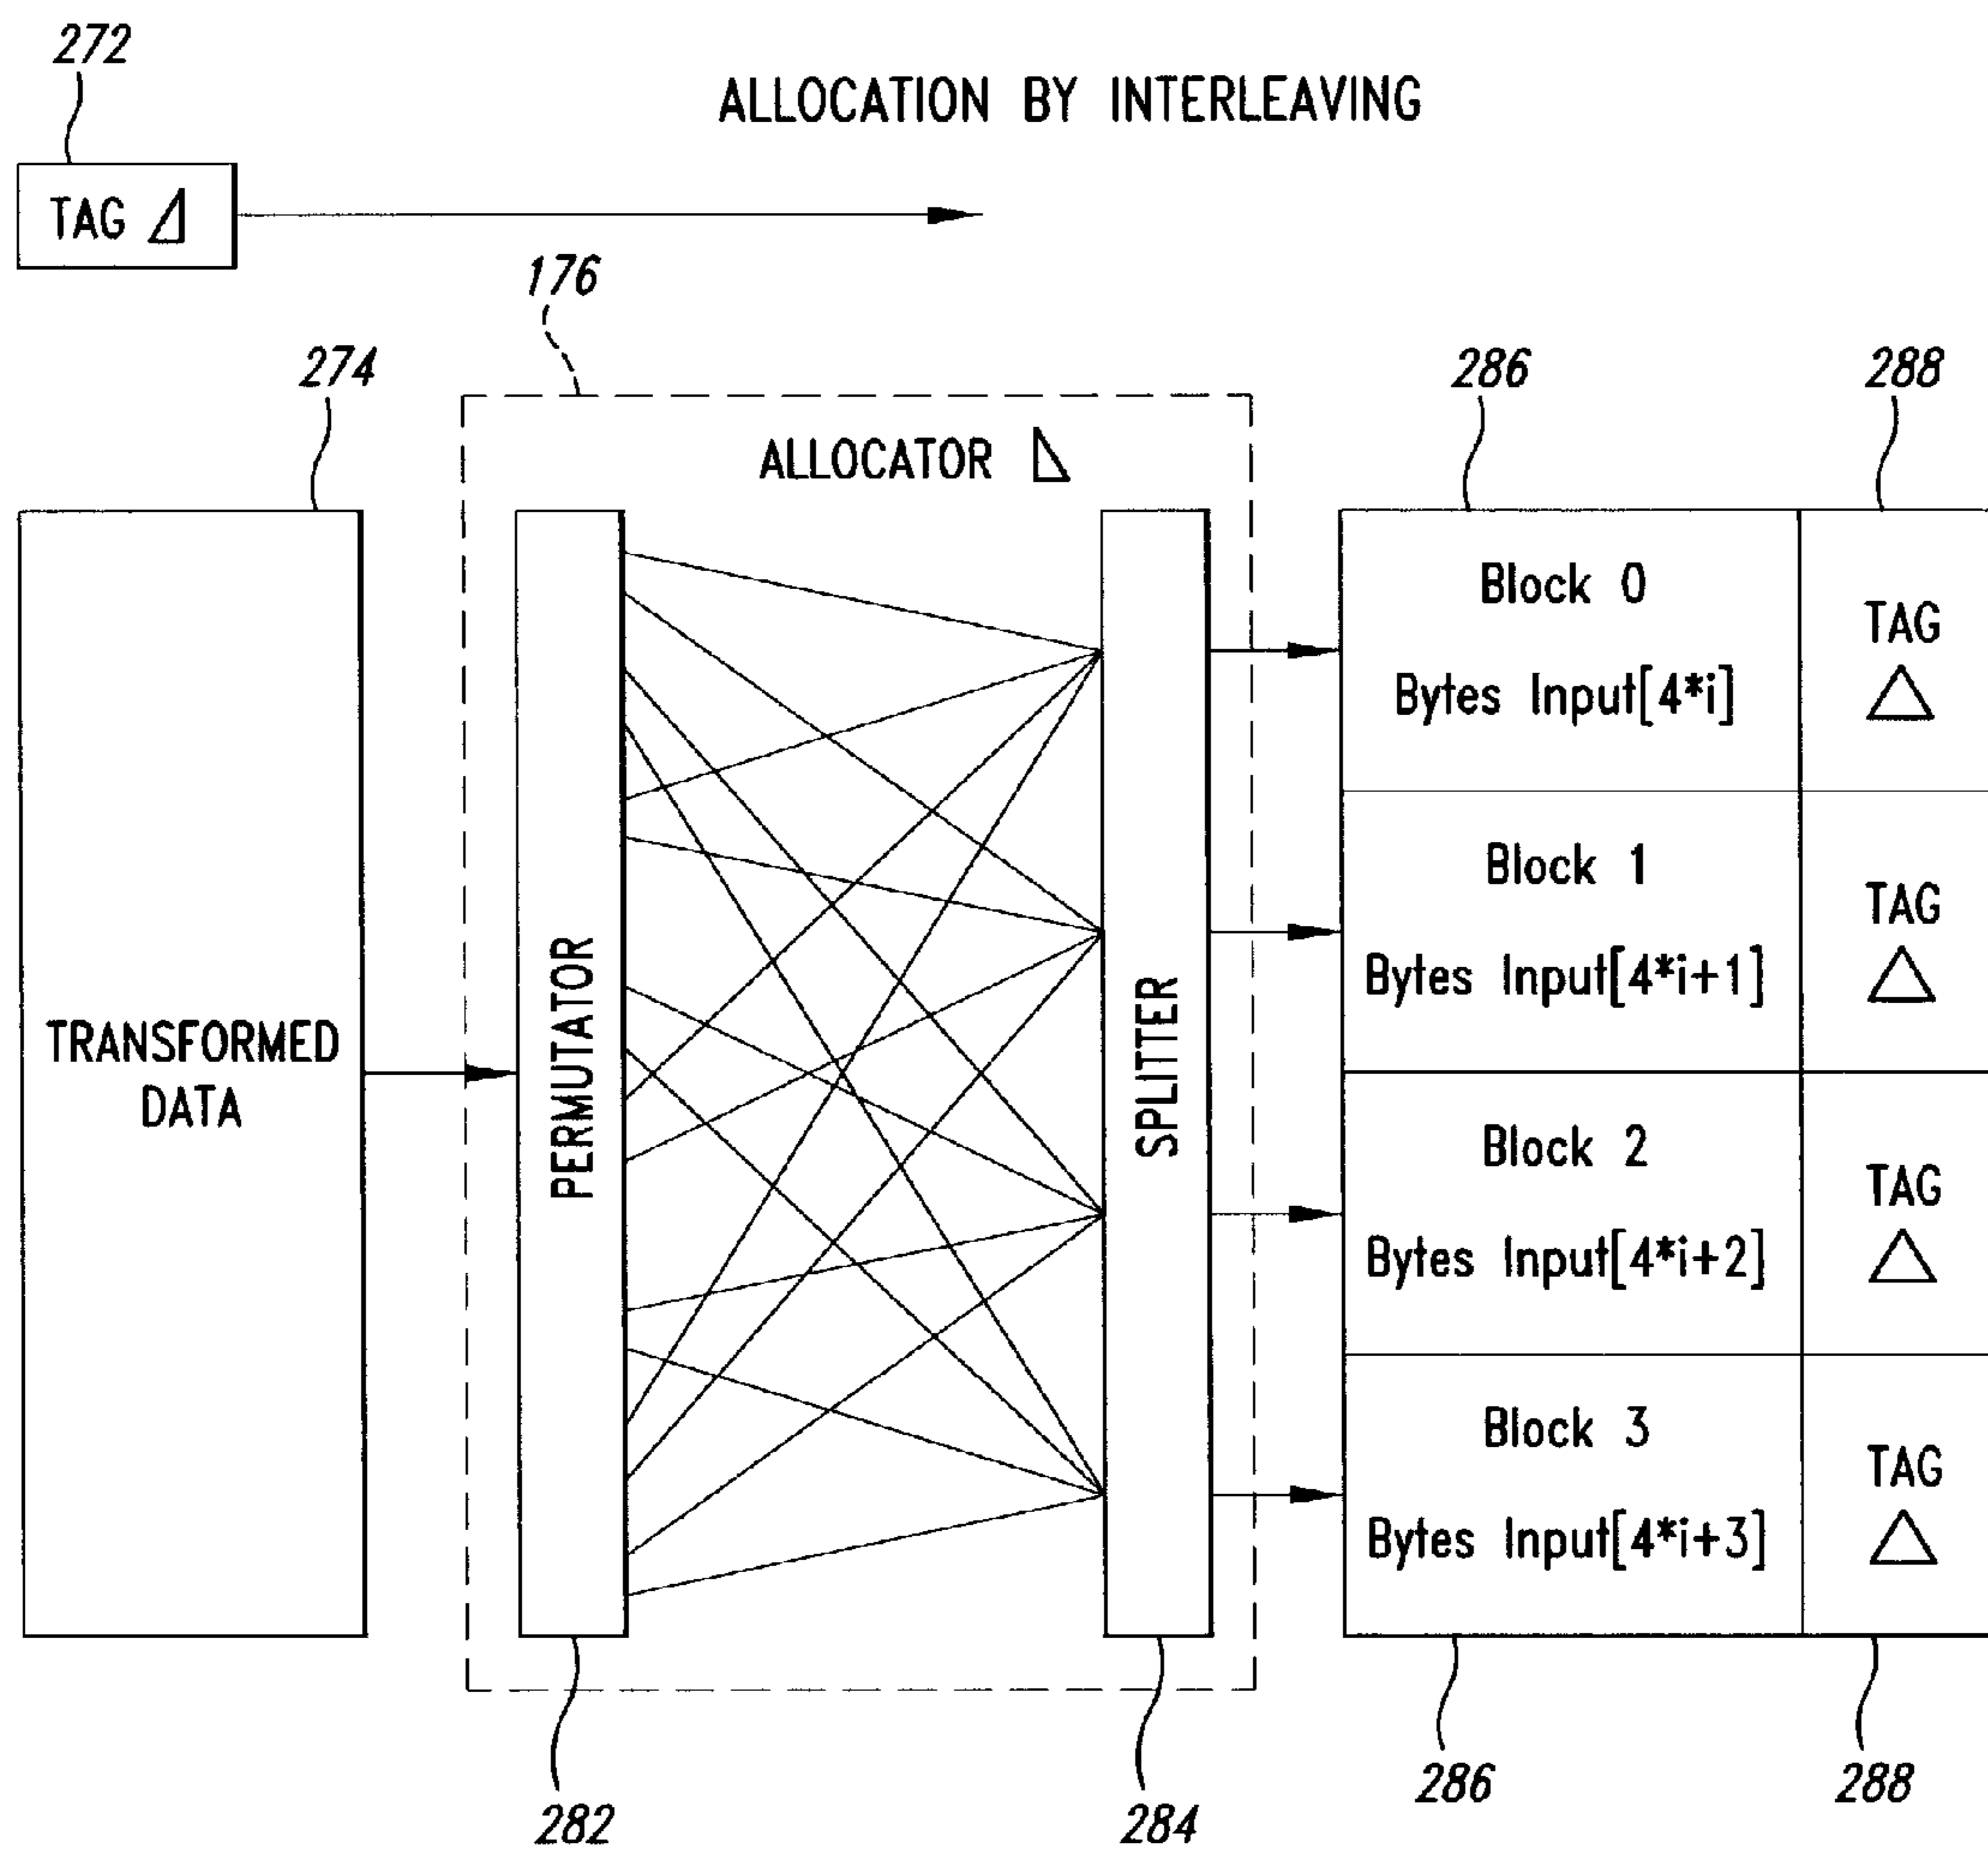 272
ALLOCATION BY INTERLEAVING
TAG
176
274
286
288
ALLOCATOR
Block 0
Bytes Input[4*i]
TAG
Block 1
Bytes Input[4*i+1]
TAG
TRANSFORMED
DATA
PERMUTATOR
SPLITTER
Block 2
Bytes Input[4*i+2]
TAG
Block 3
Bytes Input[4*i+3]
TAG
282
284
286
288